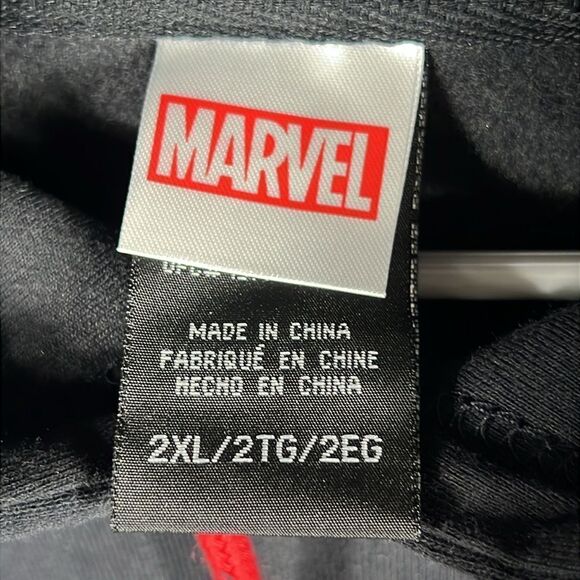 MARVEL
MADE IN CHINA
FABRIQUÉ EN CHINE
HECHO EN CHINA
2XL/2TG/2EG